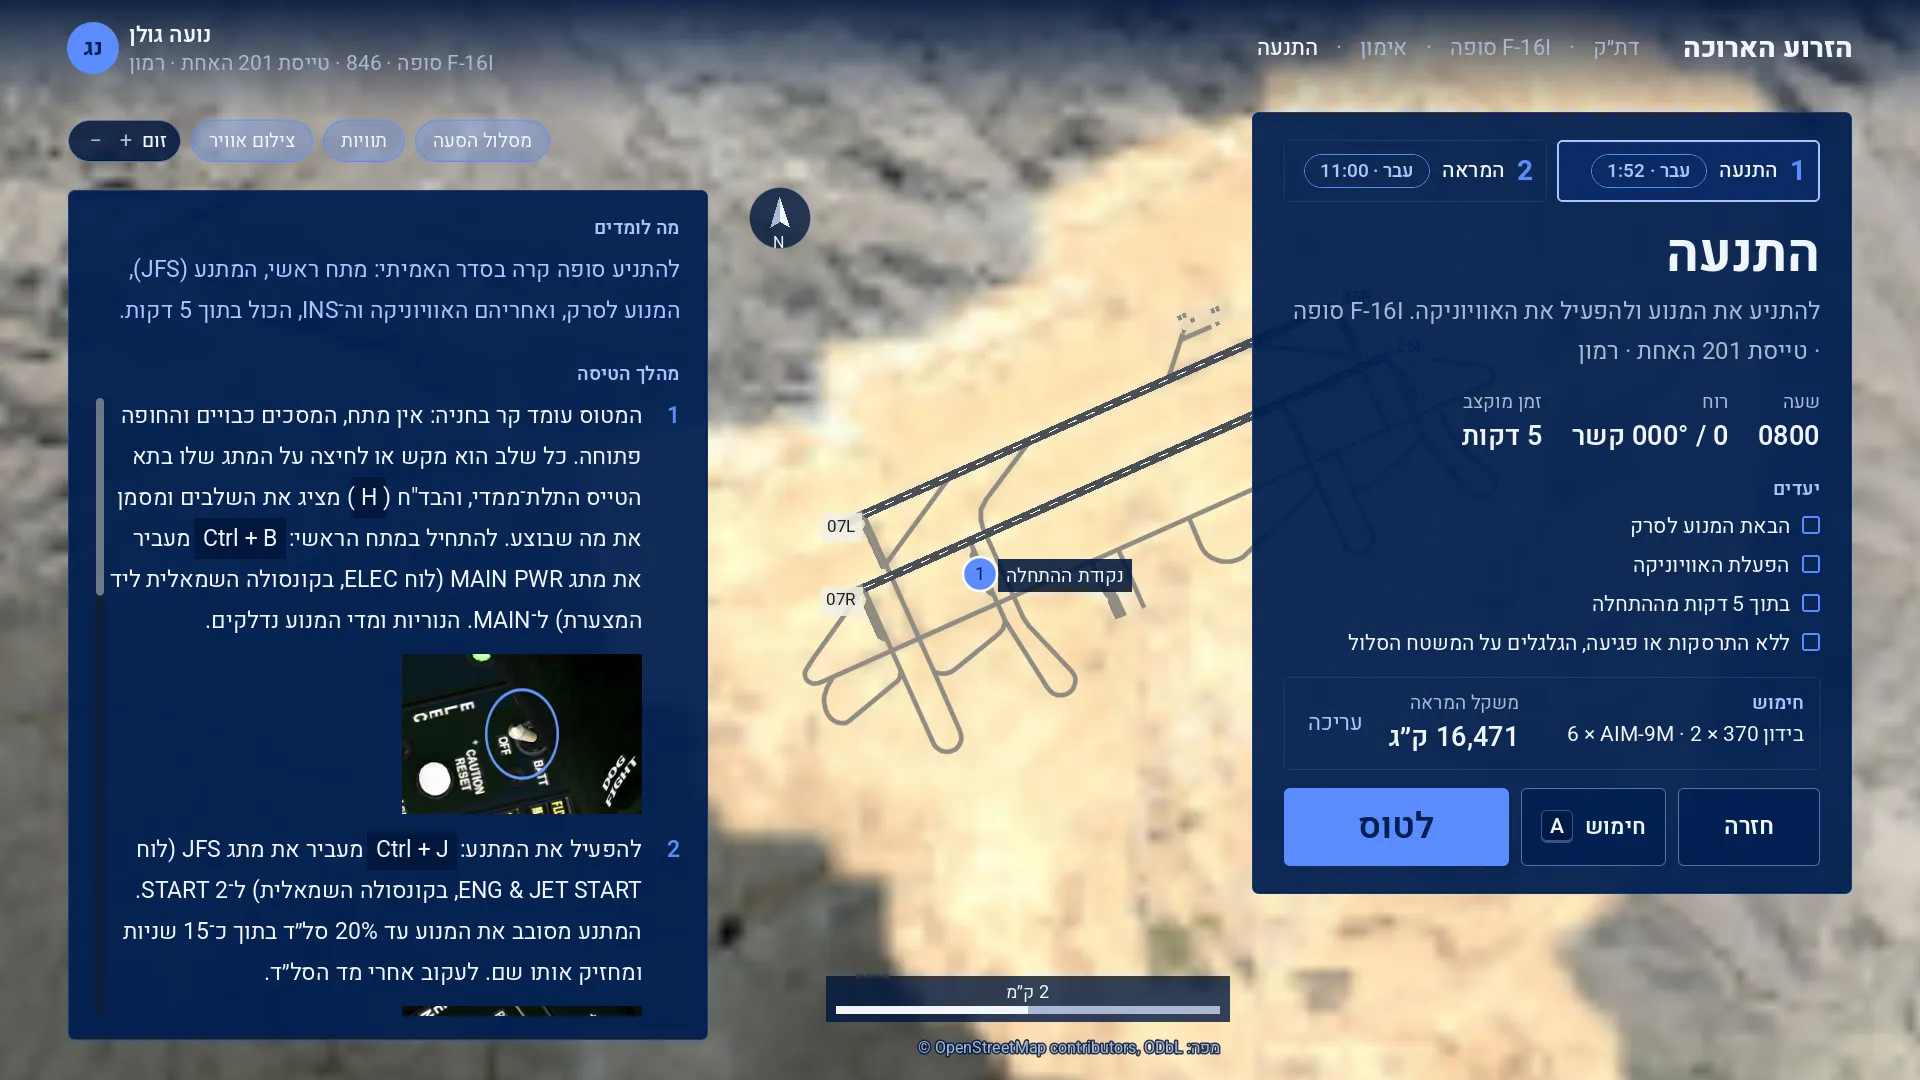 הזרוע הארוכה
דת״ק · F-16I סופה · אימון · התנעה
נועה גולן
F-16I סופה · 846 · טייסת 201 האחת · רמון
נג
1 התנעה עבר · 1:52
2 המראה עבר · 11:00
התנעה
להתניע את המנוע ולהפעיל את האוויוניקה. F-16I סופה
· טייסת 201 האחת · רמון
שעה
0800
רוח
000° / 0 קשר
זמן מוקצב
5 דקות
יעדים
הבאת המנוע לסרק
הפעלת האוויוניקה
בתוך 5 דקות מההתחלה
ללא התרסקות או פגיעה, הגלגלים על המשטח הסלול
חימוש
6 × AIM-9M · 2 × 370 בידון
משקל המראה
16,471 ק״ג
עריכה
חזרה
חימוש A
לטוס
מסלול הסעה
תוויות
צילום אוויר
זום + −
מה לומדים
להתניע סופה קרה בסדר האמיתי: מתח ראשי, המתנע (JFS),
המנוע לסרק, ואחריהם האוויוניקה וה־INS, הכול בתוך 5 דקות.
מהלך הטיסה
1 המטוס עומד קר בחניה: אין מתח, המסכים כבויים והחופה
פתוחה. כל שלב הוא מקש או לחיצה על המתג שלו בתא
הטייס התלת־ממדי, והבד"ח ( H ) מציג את השלבים ומסמן
את מה שבוצע. להתחיל במתח הראשי: Ctrl + B מעביר
את מתג MAIN PWR (לוח ELEC, בקונסולה השמאלית ליד
המצערת) ל־MAIN. הנוריות ומדי המנוע נדלקים.
ELEC
OFF
BATT
CAUTION
RESET
DOG
FIGHT
2 להפעיל את המתנע: Ctrl + J מעביר את מתג JFS (לוח
ENG & JET START, בקונסולה השמאלית) ל־START 2.
המתנע מסובב את המנוע עד 20% סל״ד בתוך כ־15 שניות
ומחזיק אותו שם. לעקוב אחרי מד הסל״ד.
N
07L
07R
1 נקודת ההתחלה
25L
2 ק״מ
מפה: © OpenStreetMap contributors, ODbL